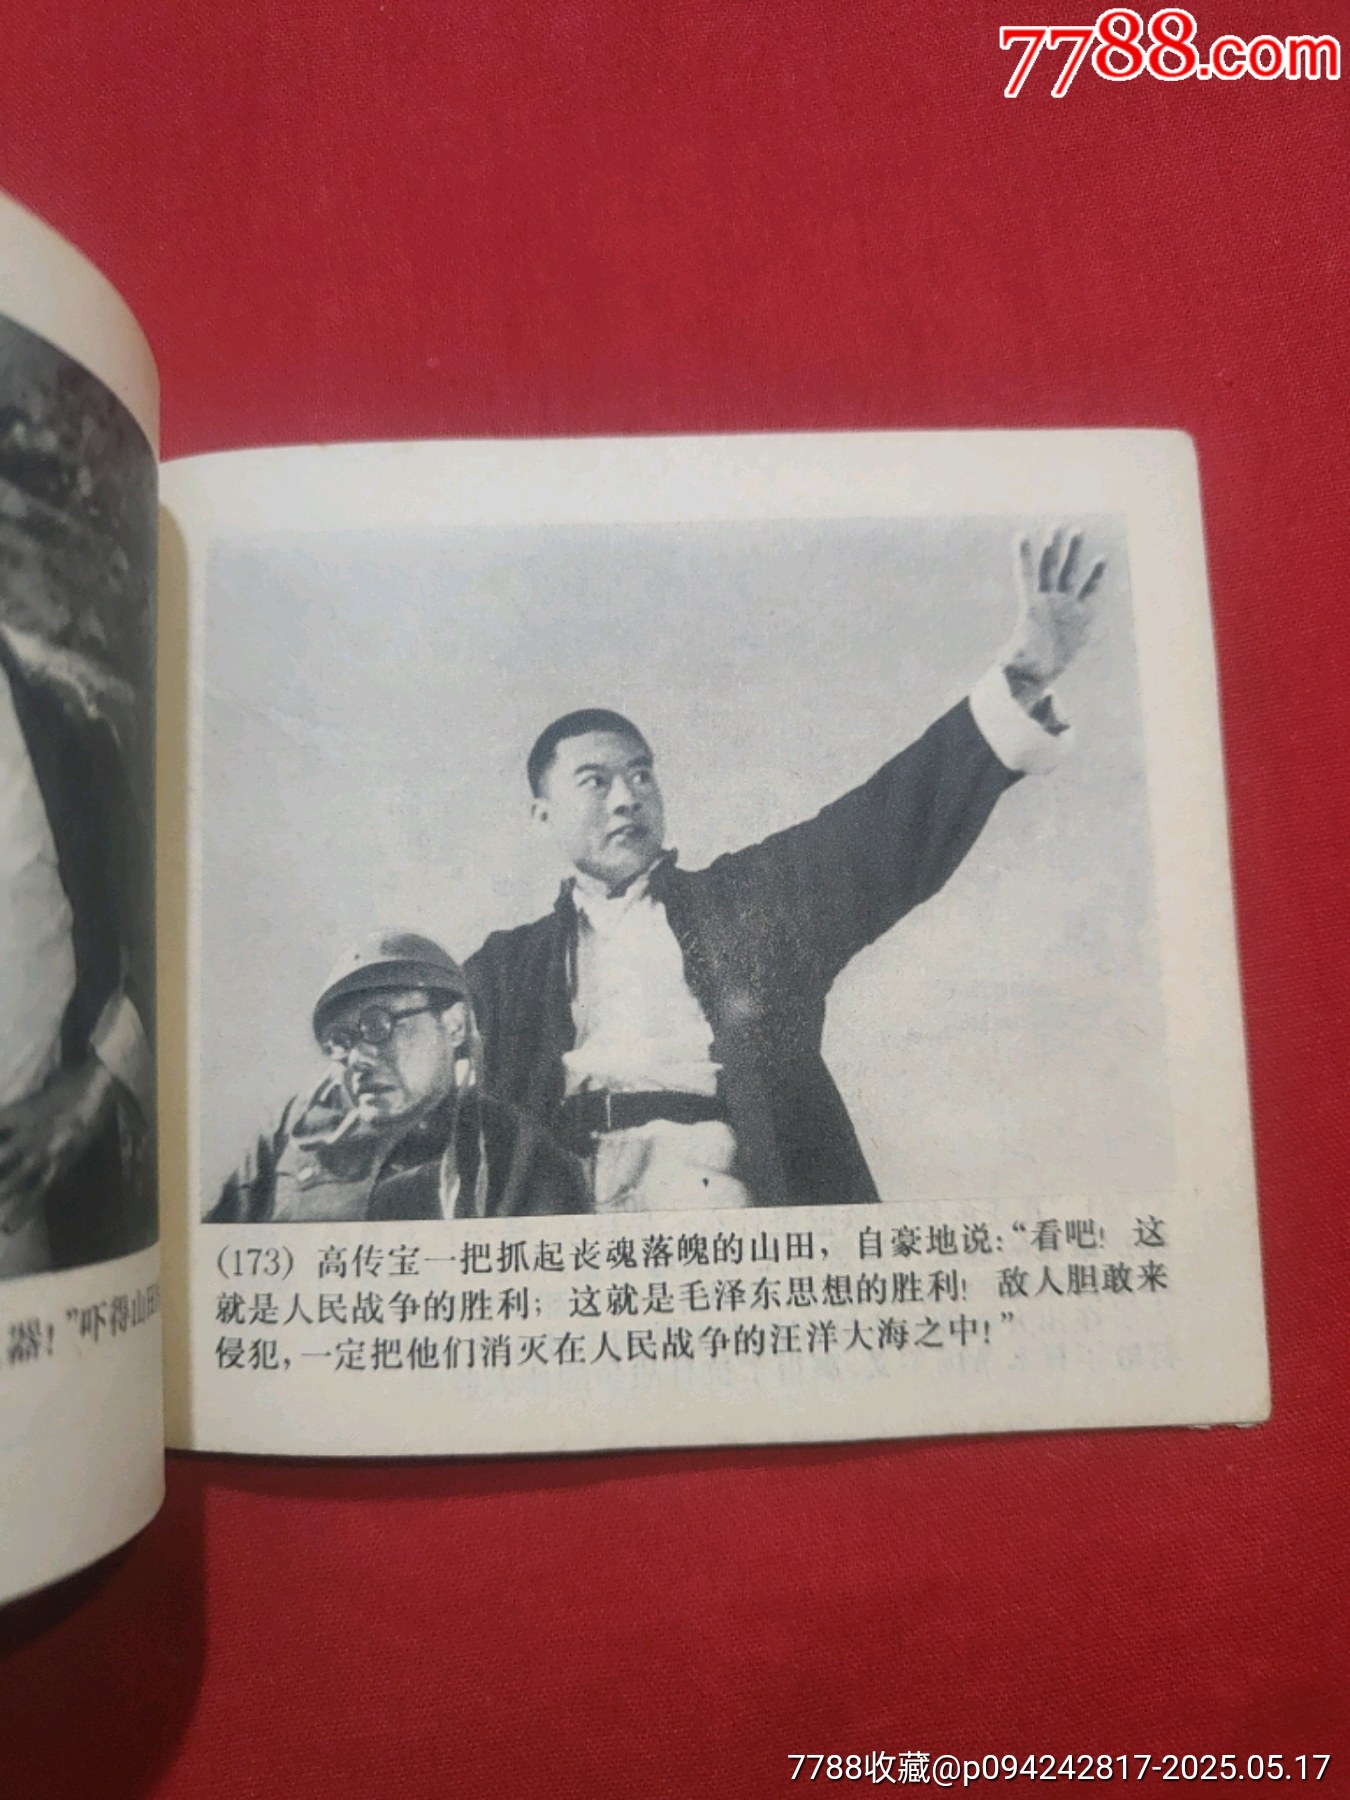 7788.com
器！”吓得山田
(173) 高传宝一把抓起丧魂落魄的山田，自豪地说：“看吧！这
就是人民战争的胜利；这就是毛泽东思想的胜利！敌人胆敢来
侵犯，一定把他们消灭在人民战争的汪洋大海之中！”
7788收藏@p094242817-2025.05.17